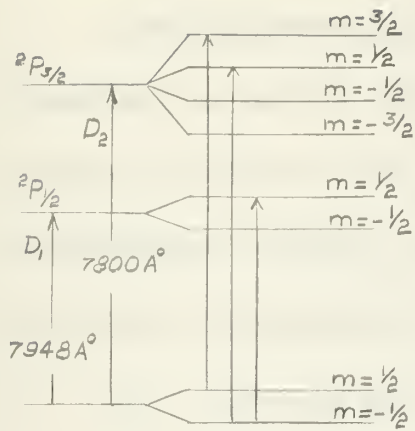 m = 3/2
²P₃/₂
m = 1/2
m = -1/2
D₂
m = -3/2
²P₁/₂
m = 1/2
m = -1/2
D₁
7800A°
7948A°
m = 1/2
m = -1/2